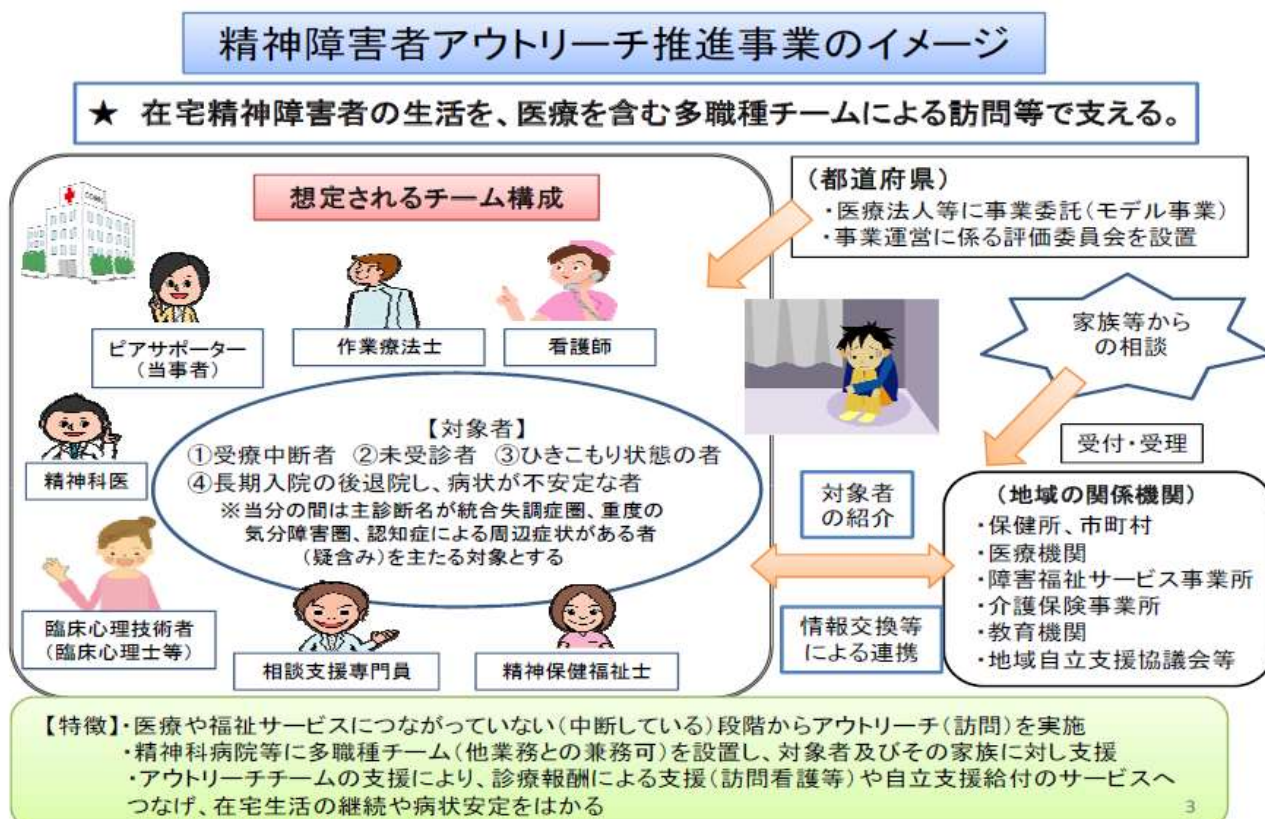 精神障害者アウトリーチ推進事業のイメージ
★ 在宅精神障害者の生活を、医療を含む多職種チームによる訪問等で支える。
想定されるチーム構成
ピアサポーター
(当事者)
作業療法士
看護師
精神科医
【対象者】
①受療中断者 ②未受診者 ③ひきこもり状態の者
④長期入院の後退院し、病状が不安定な者
※当分の間は主診断名が統合失調症圏、重度の
気分障害圏、認知症による周辺症状がある者
(疑含み)を主たる対象とする
臨床心理技術者
(臨床心理士等)
相談支援専門員
精神保健福祉士
(都道府県)
・医療法人等に事業委託(モデル事業)
・事業運営に係る評価委員会を設置
家族等から
の相談
受付・受理
対象者
の紹介
情報交換等
による連携
(地域の関係機関)
・保健所、市町村
・医療機関
・障害福祉サービス事業所
・介護保険事業所
・教育機関
・地域自立支援協議会等
【特徴】・医療や福祉サービスにつながっていない(中断している)段階からアウトリーチ(訪問)を実施
・精神科病院等に多職種チーム(他業務との兼務可)を設置し、対象者及びその家族に対し支援
・アウトリーチチームの支援により、診療報酬による支援(訪問看護等)や自立支援給付のサービスへ
つなげ、在宅生活の継続や病状安定をはかる
3